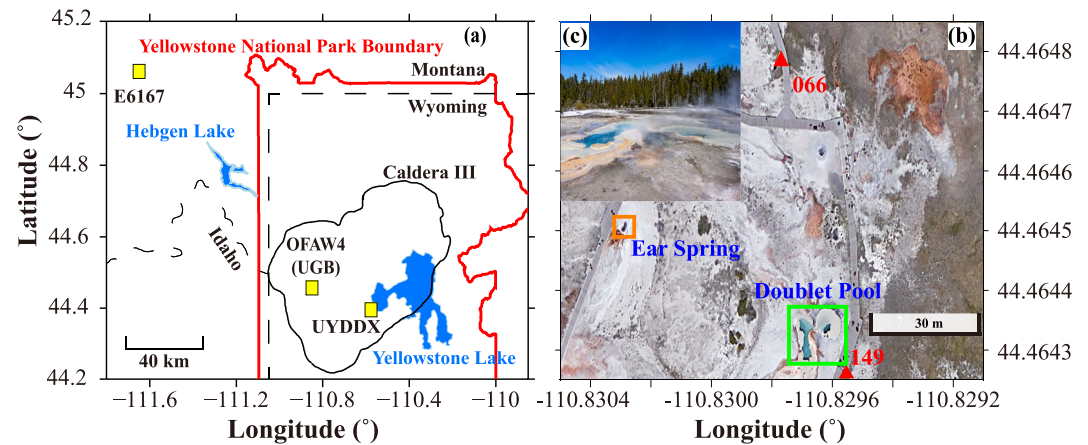 45.2
45
44.8
44.6
44.4
44.2
Latitude (°)
−111.6
−111.2
−110.8
−110.4
−110
Longitude (°)
(a)
Yellowstone National Park Boundary
Montana
Wyoming
E6167
Hebgen Lake
Caldera III
Idaho
OFAW4
(UGB)
UYDDX
Yellowstone Lake
40 km
(c)
(b)
066
Ear Spring
Doublet Pool
30 m
149
44.4648
44.4647
44.4646
44.4645
44.4644
44.4643
−110.8304
−110.8300
−110.8296
−110.8292
Longitude (°)